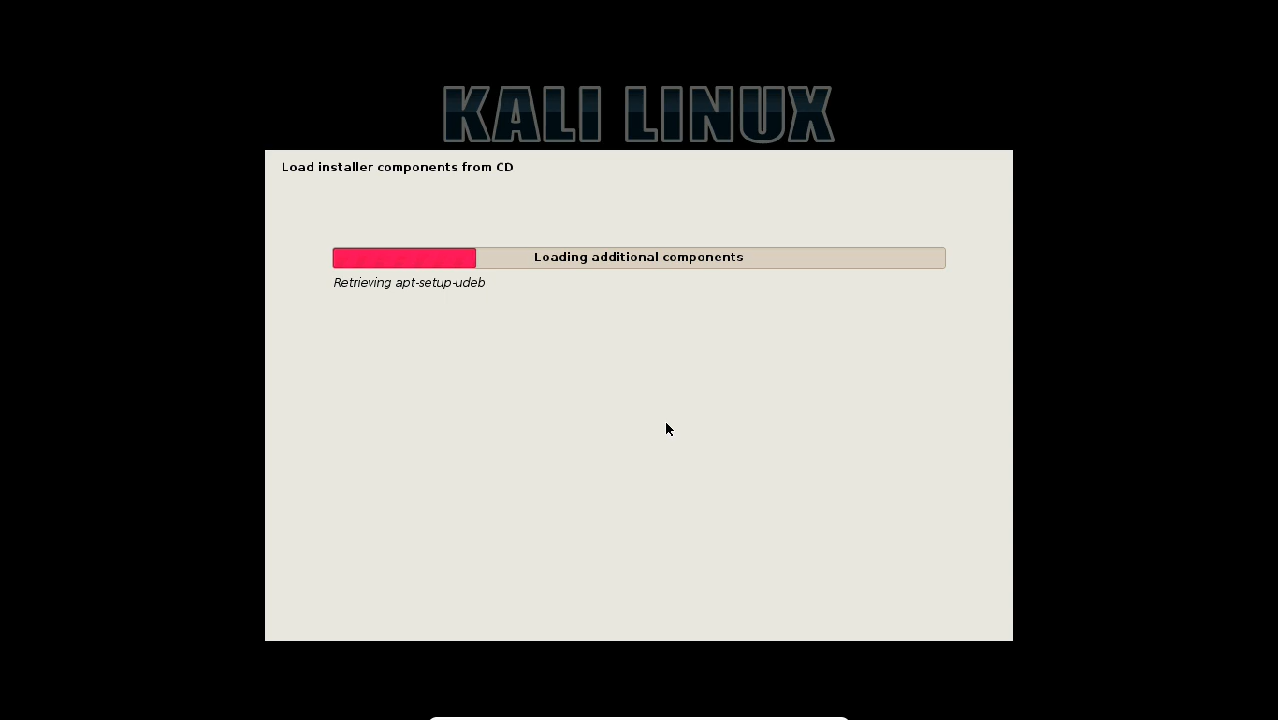 KALI LINUX
Load installer components from CD
Loading additional components
Retrieving apt-setup-udeb